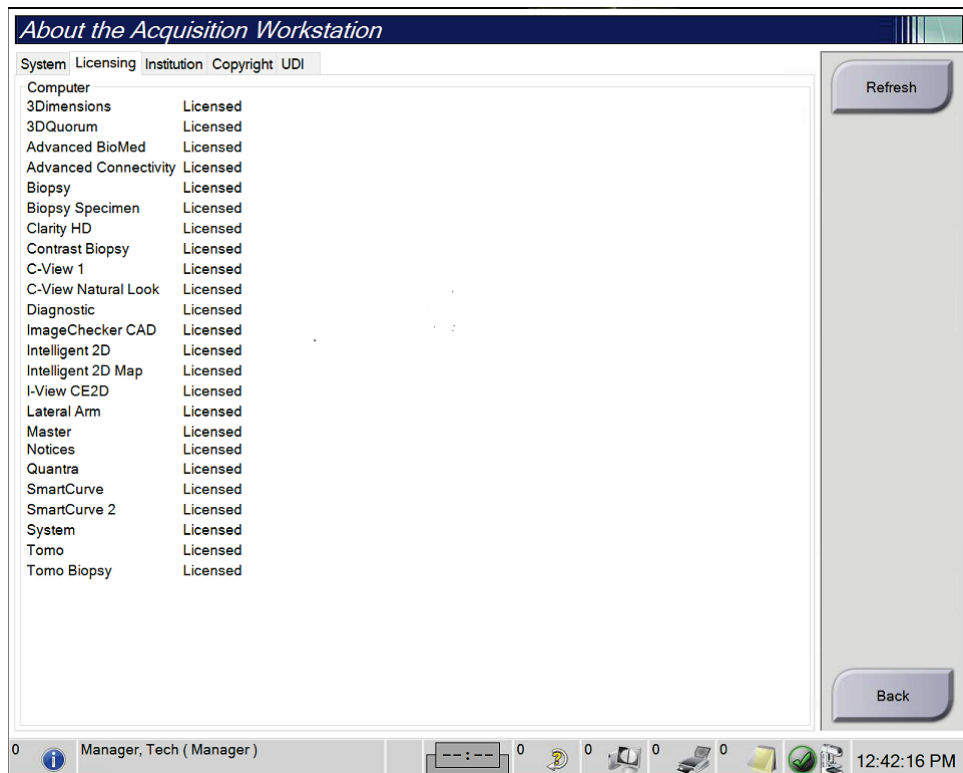 About the Acquisition Workstation
System Licensing Institution Copyright UDI
Refresh
Computer
3Dimensions Licensed
3DQuorum Licensed
Advanced BioMed Licensed
Advanced Connectivity Licensed
Biopsy Licensed
Biopsy Specimen Licensed
Clarity HD Licensed
Contrast Biopsy Licensed
C-View 1 Licensed
C-View Natural Look Licensed
Diagnostic Licensed
ImageChecker CAD Licensed
Intelligent 2D Licensed
Intelligent 2D Map Licensed
I-View CE2D Licensed
Lateral Arm Licensed
Master Licensed
Notices Licensed
Quantra Licensed
SmartCurve Licensed
SmartCurve 2 Licensed
System Licensed
Tomo Licensed
Tomo Biopsy Licensed
Back
0 Manager, Tech ( Manager ) --:-- 0 0 0 0 12:42:16 PM